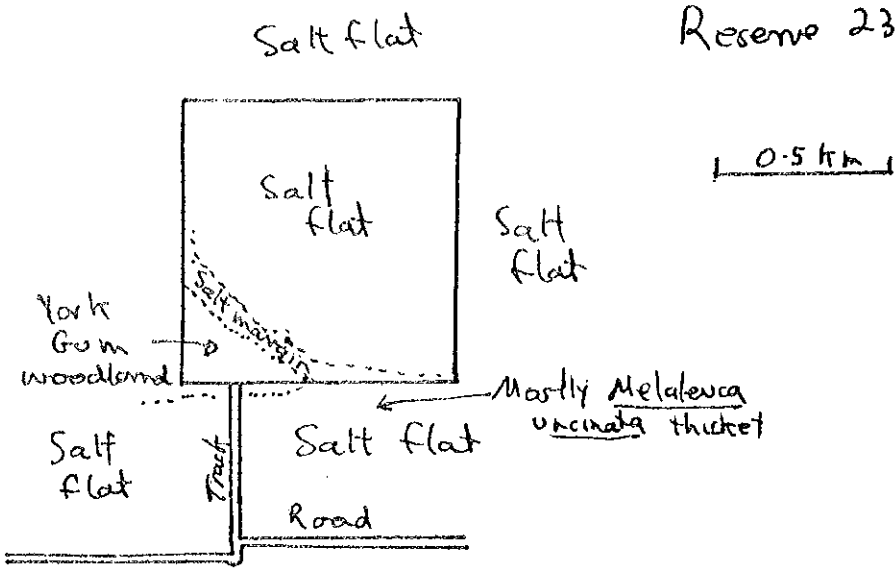 Salt flat
Reserve 23
0.5 km
Salt
flat
Salt
flat
Salt margin
York
Gum
woodland
Mostly Melaleuca
uncinata thicket
Salt
flat
Track
Salt flat
Road